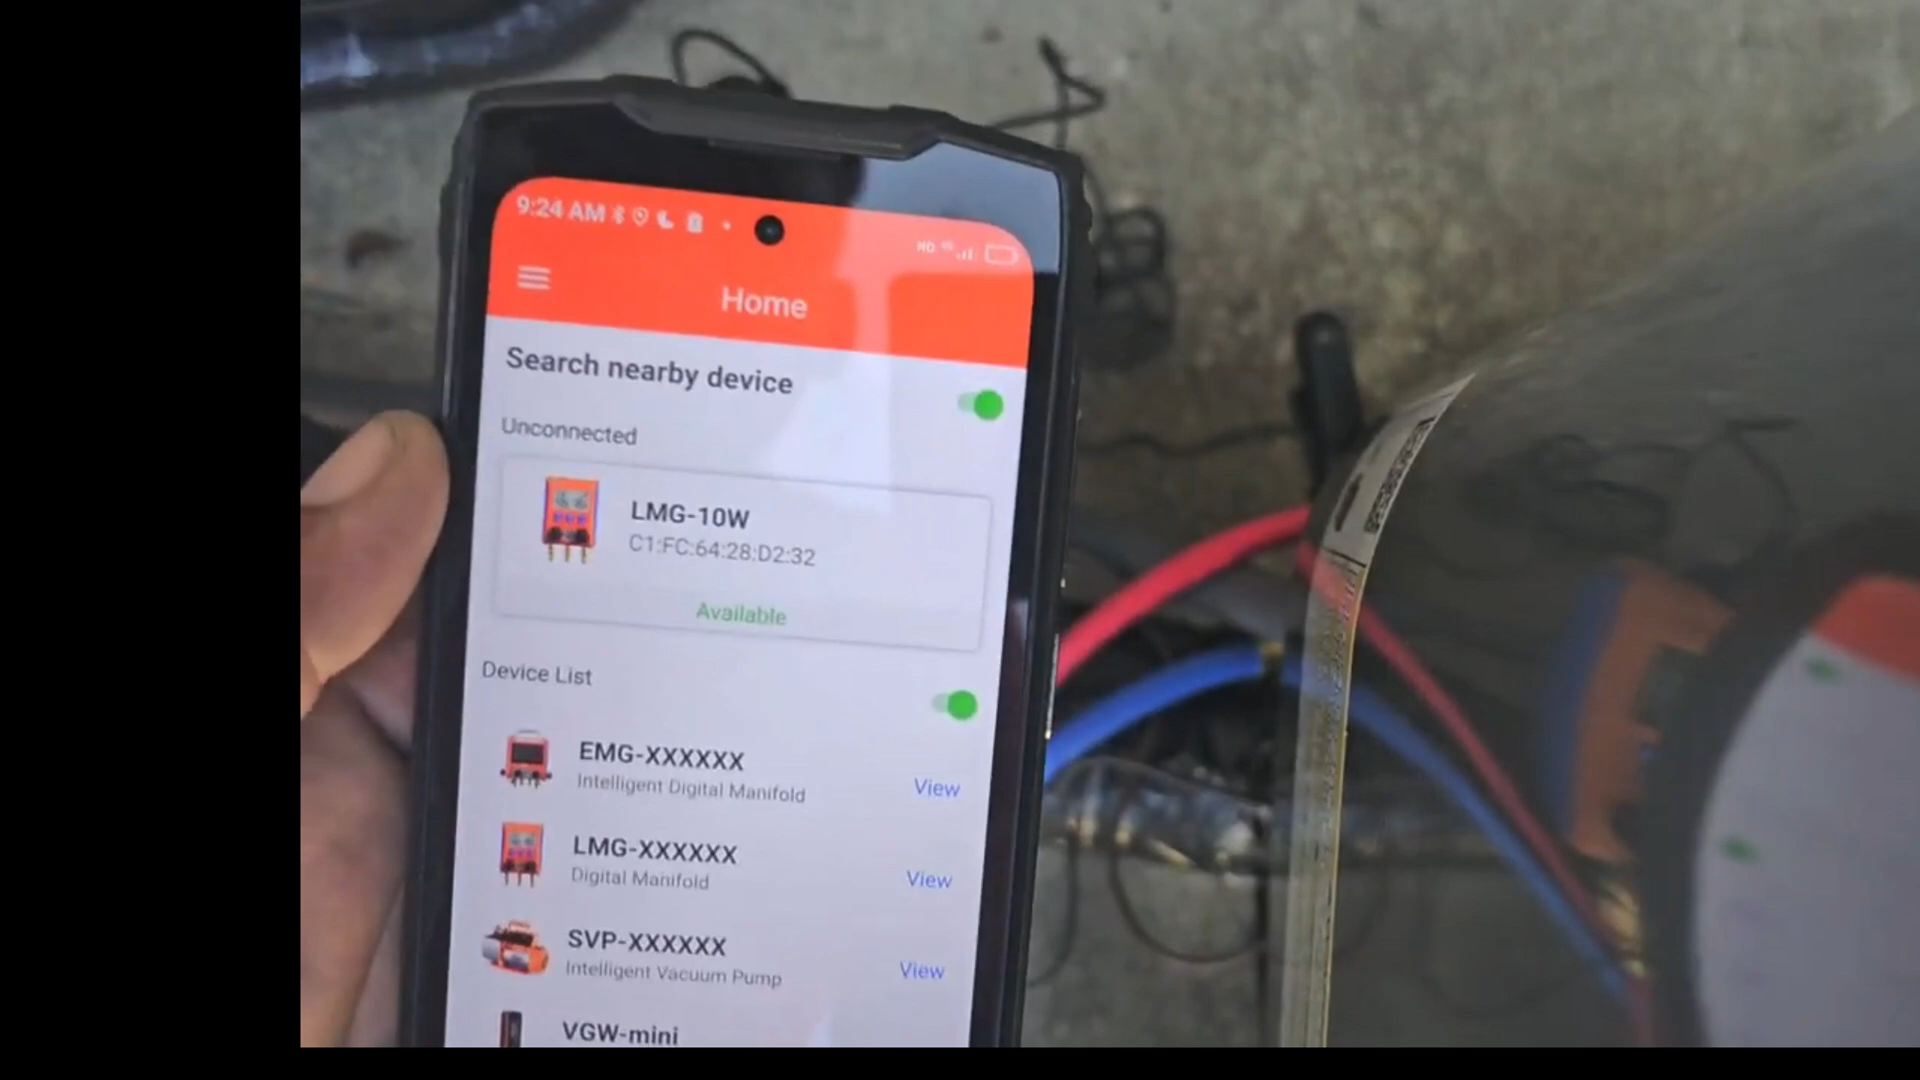 9:24 AM
HD
Home
Search nearby device
Unconnected
LMG-10W
C1:FC:64:28:D2:32
Available
Device List
EMG-XXXXXX
Intelligent Digital Manifold
View
LMG-XXXXXX
Digital Manifold
View
SVP-XXXXXX
Intelligent Vacuum Pump
View
VGW-mini